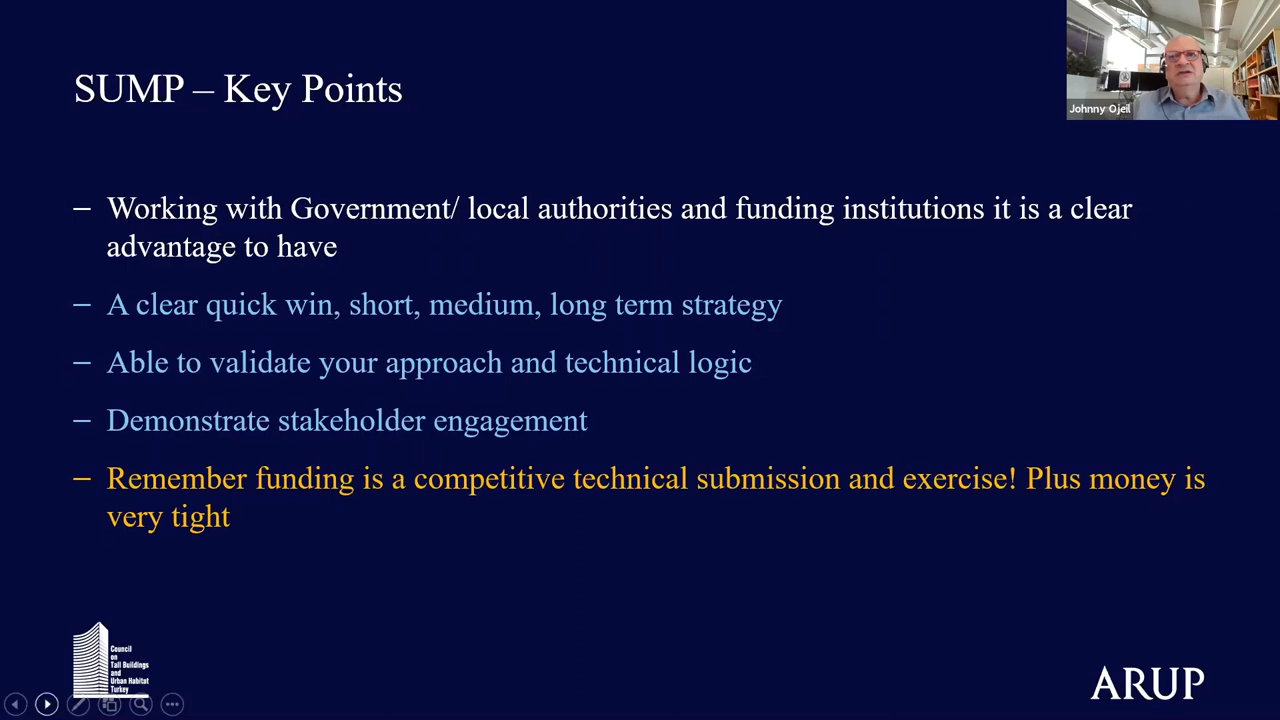 SUMP – Key Points
Johnny Ojeil
– Working with Government/ local authorities and funding institutions it is a clear
advantage to have
– A clear quick win, short, medium, long term strategy
– Able to validate your approach and technical logic
– Demonstrate stakeholder engagement
– Remember funding is a competitive technical submission and exercise! Plus money is
very tight
Council
on
Tall Buildings
and
Urban Habitat
Turkey
ARUP